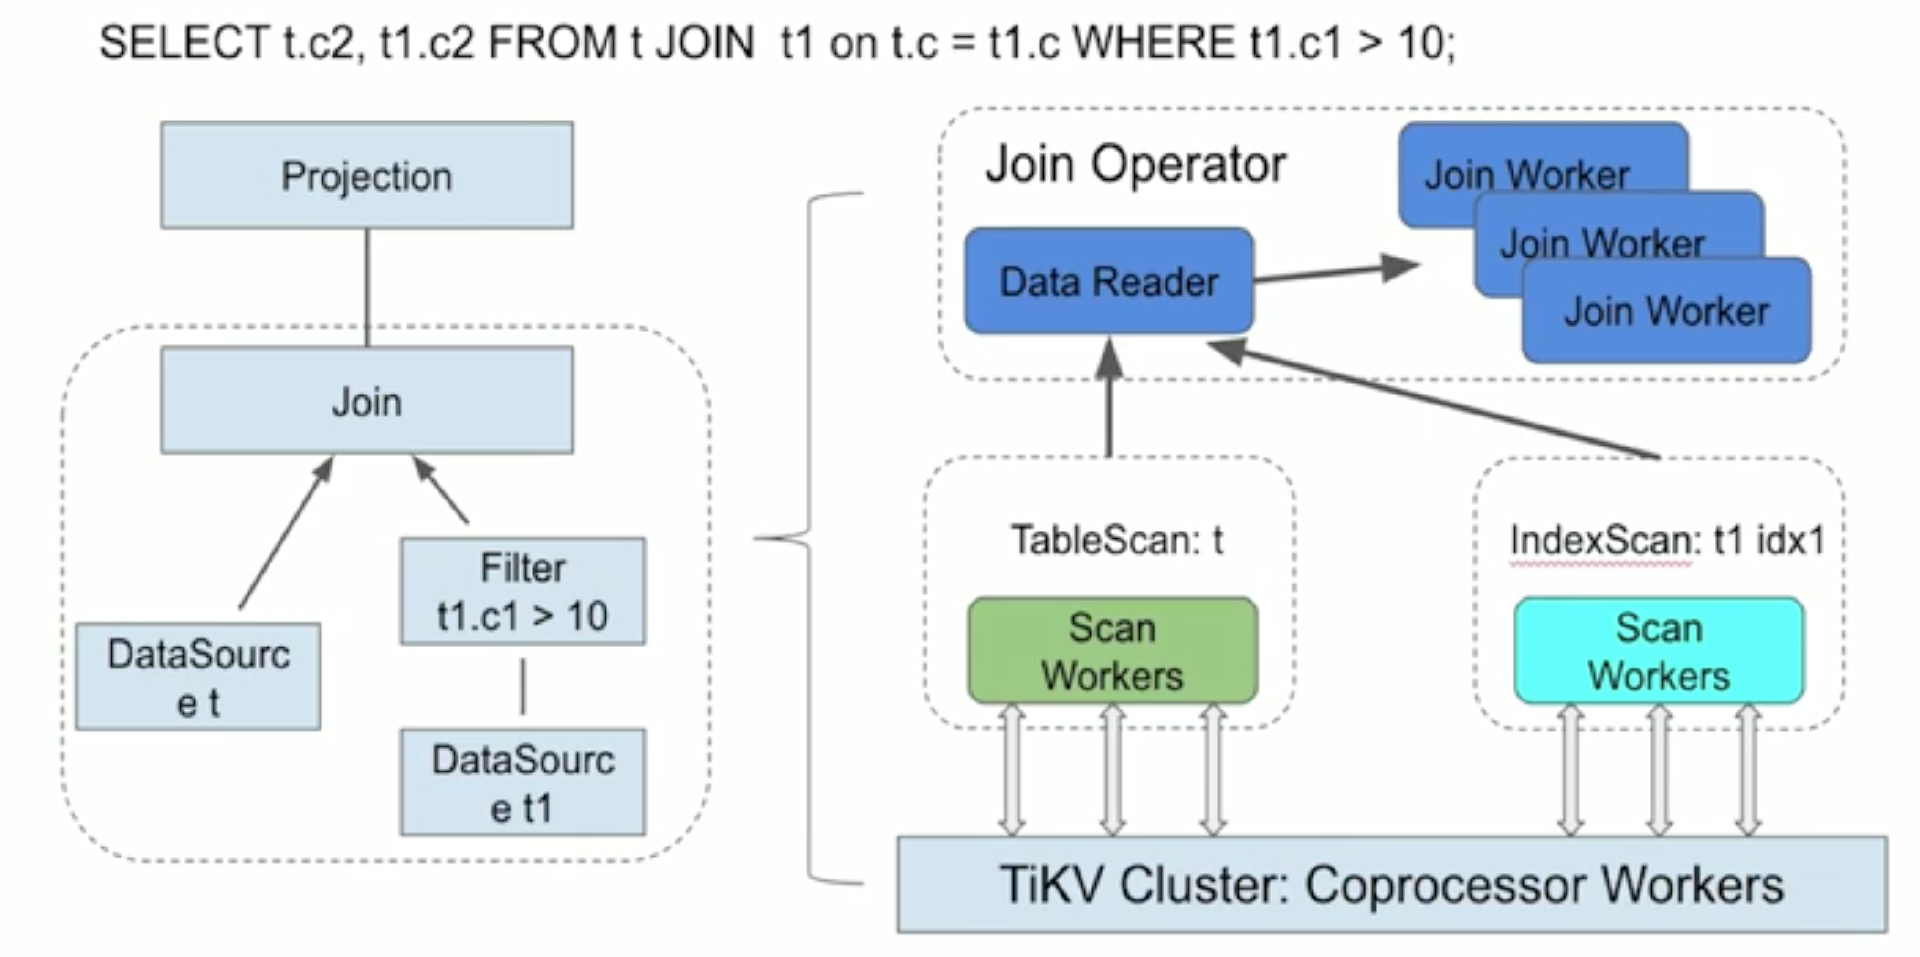 SELECT t.c2, t1.c2 FROM t JOIN t1 on t.c = t1.c WHERE t1.c1 > 10;
Projection
Join
Filter
t1.c1 > 10
DataSourc
e t
DataSourc
e t1
Join Operator
Join Worker
Join Worker
Join Worker
Data Reader
TableScan: t
Scan
Workers
IndexScan: t1 idx1
Scan
Workers
TiKV Cluster: Coprocessor Workers